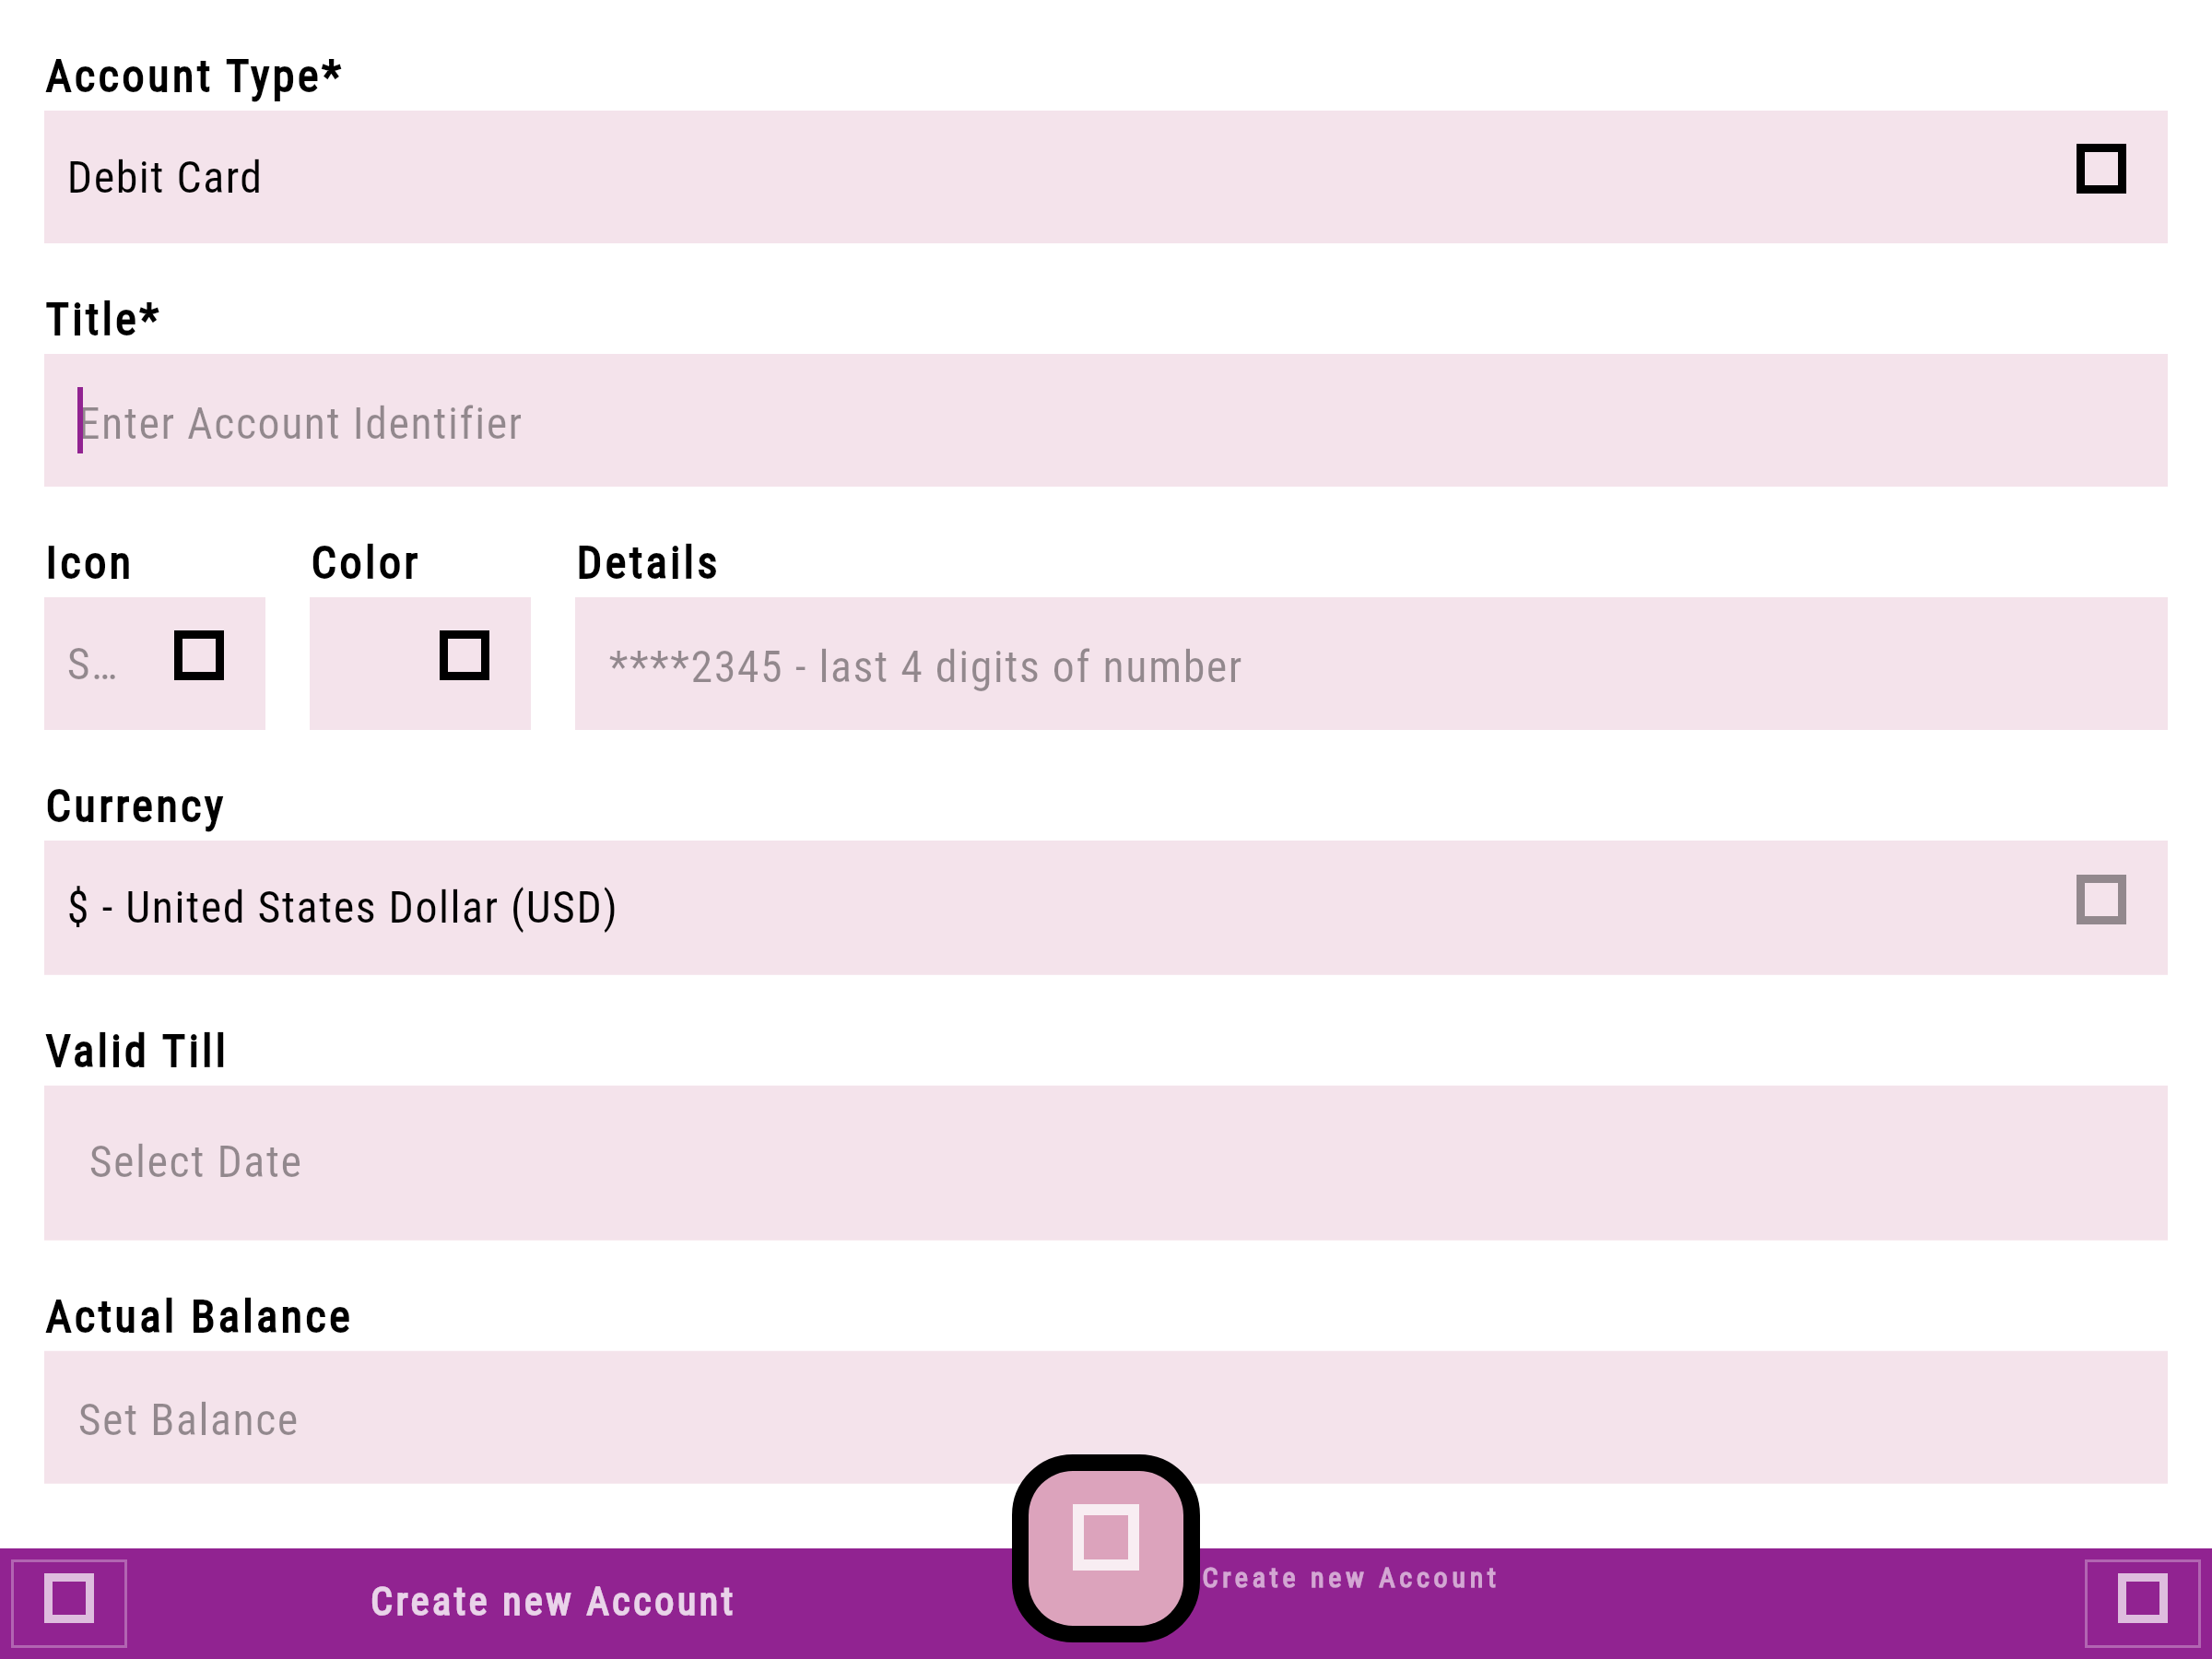 Account Type*
Debit Card
Title*
Enter Account Identifier
Icon
Color
Details
S…
****2345 - last 4 digits of number
Currency
$ - United States Dollar (USD)
Valid Till
Select Date
Actual Balance
Set Balance
Create new Account
Create new Account